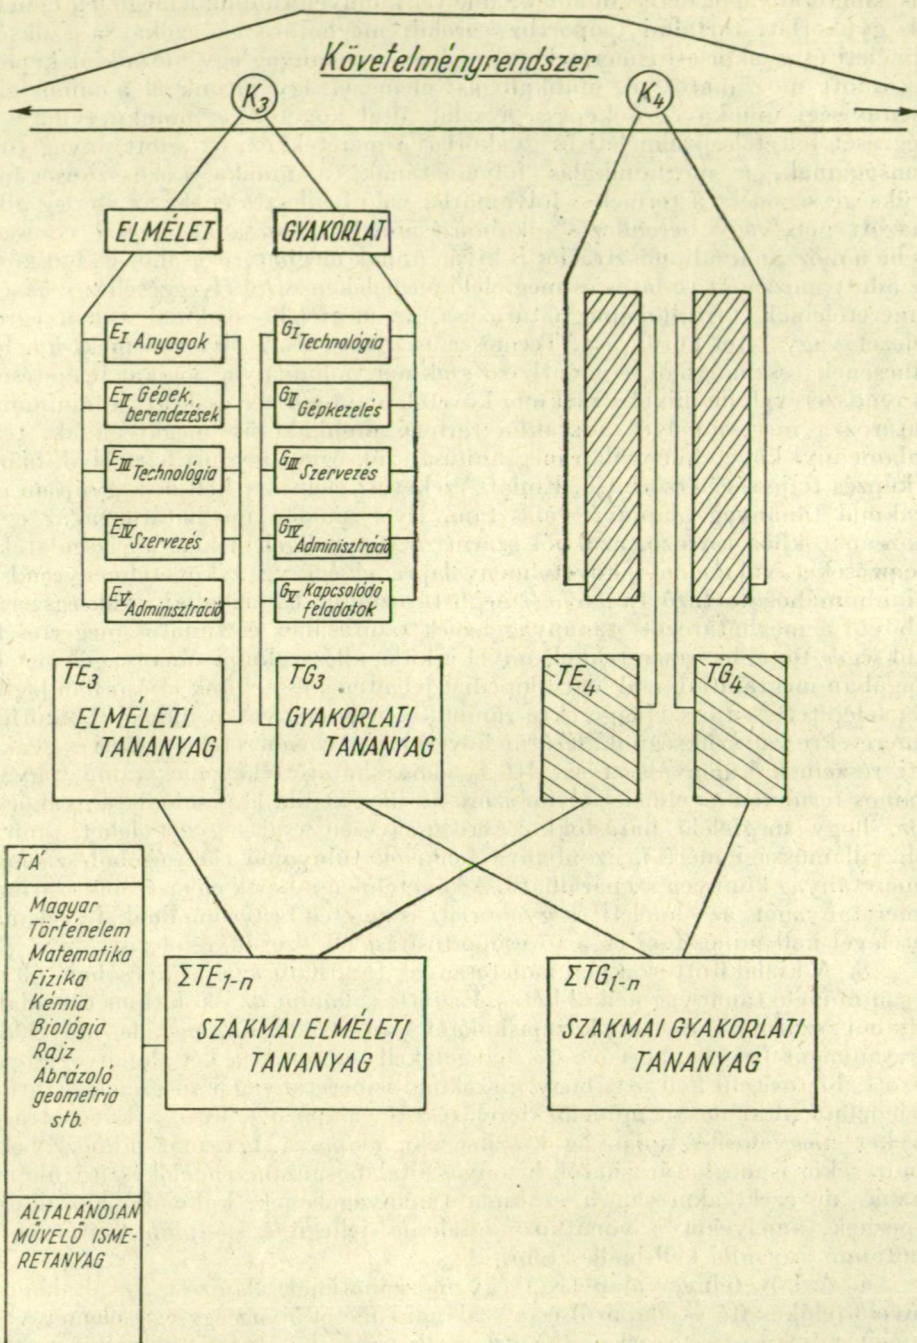 Követelményrendszer
K3
K4
ELMÉLET
GYAKORLAT
EI Anyagok
EII Gépek,
berendezések
EIII Technológia
EIV Szervezés
EV Adminisztráció
GI Technológia
GII Gépkezelés
GIII Szervezés
GIV Adminisztráció
GV Kapcsolódó
feladatok
TE3
ELMÉLETI
TANANYAG
TG3
GYAKORLATI
TANANYAG
TE4
TG4
TÁ
Magyar
Történelem
Matematika
Fizika
Kémia
Biológia
Rajz
Ábrázoló
geometria
stb.
ÁLTALÁNOSAN
MŰVELŐ ISME-
RETANYAG
ΣTE1-n
SZAKMAI ELMÉLETI
TANANYAG
ΣTG1-n
SZAKMAI GYAKORLATI
TANANYAG